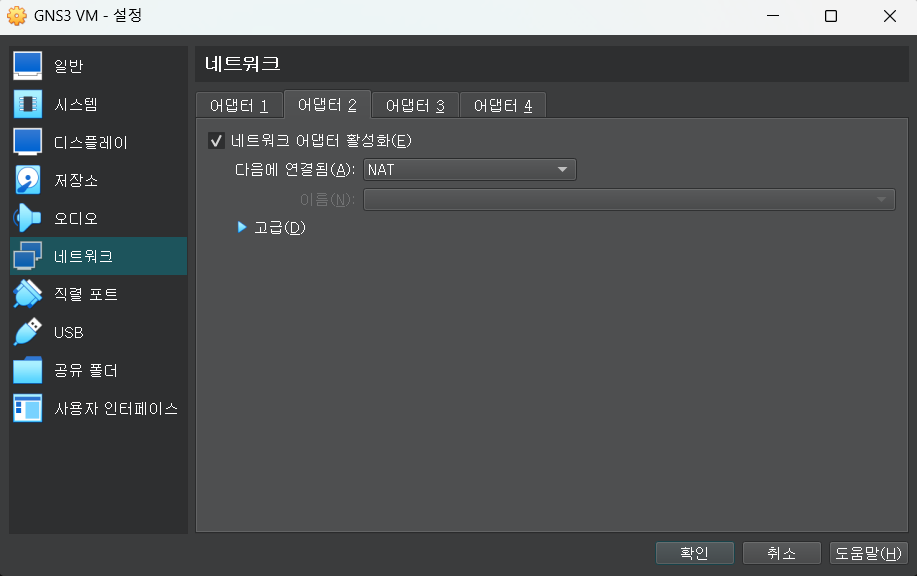 GNS3 VM - 설정
일반
시스템
디스플레이
저장소
오디오
네트워크
직렬 포트
USB
공유 폴더
사용자 인터페이스
네트워크
어댑터 1 어댑터 2 어댑터 3 어댑터 4
네트워크 어댑터 활성화(E)
다음에 연결됨(A): NAT
이름(N):
고급(D)
확인 취소 도움말(H)